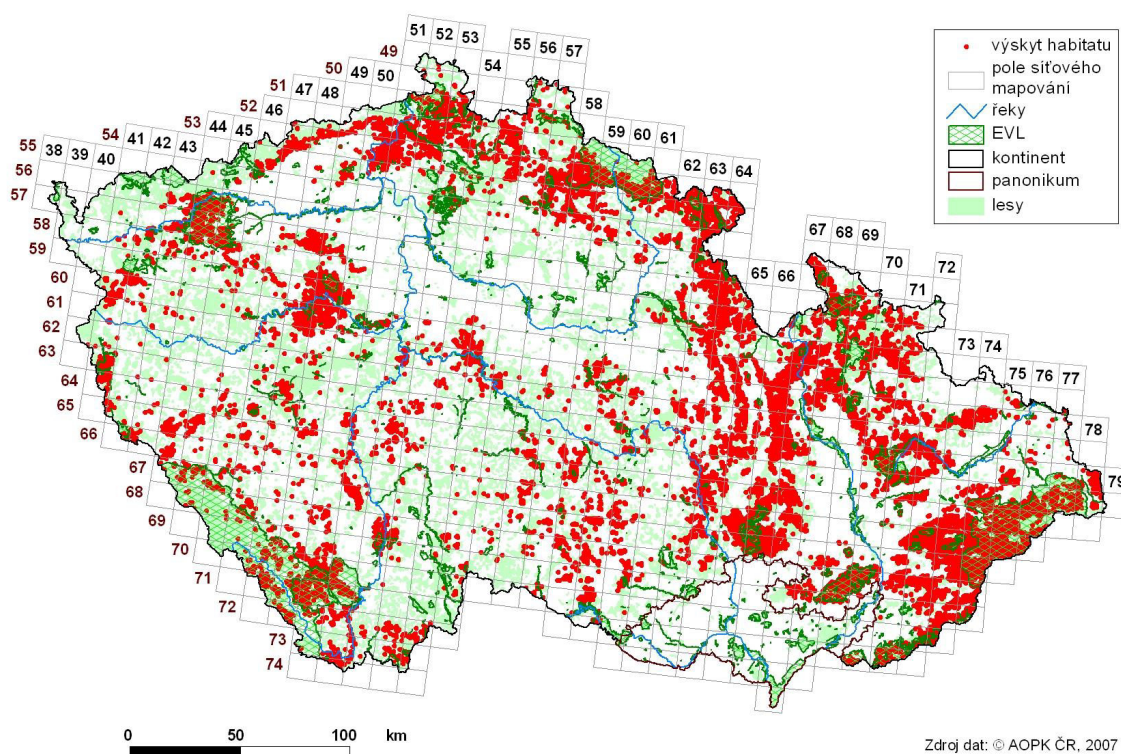 51 52 53
55 56 57
49
54
50
49 50
51
47 48
58
52
46
53
44 45
59 60 61
54
41 42 43
55
38 39 40
62 63 64
56
57
58
59
67 68 69
60
65 66
70
72
61
71
62
63
73 74
64
75 76 77
65
66
78
67
79
68
69
70
71
72
73
74
výskyt habitatu
pole síťového
mapování
řeky
EVL
kontinent
panonikum
lesy
0 50 100 km
Zdroj dat: © AOPK ČR, 2007